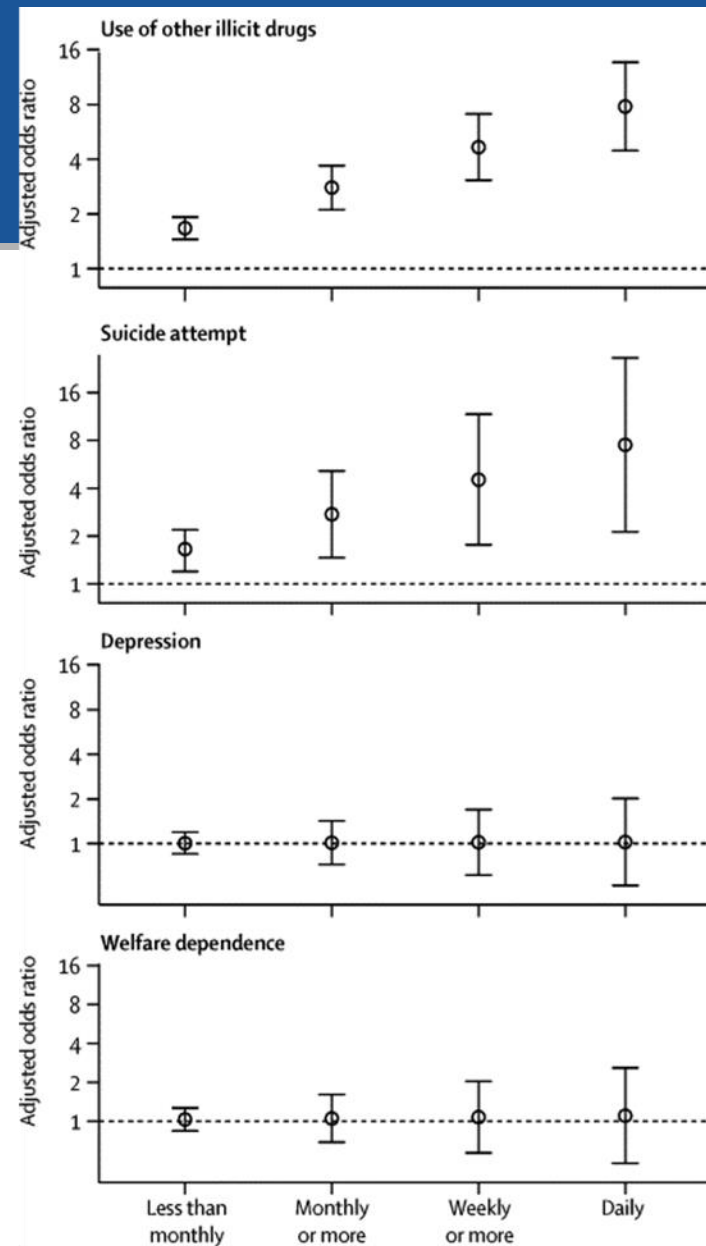 Use of other illicit drugs
Adjusted odds ratio
16
8
4
2
1
Suicide attempt
Adjusted odds ratio
16
8
4
2
1
Depression
Adjusted odds ratio
16
8
4
2
1
Welfare dependence
Adjusted odds ratio
16
8
4
2
1
Less than
monthly
Monthly
or more
Weekly
or more
Daily